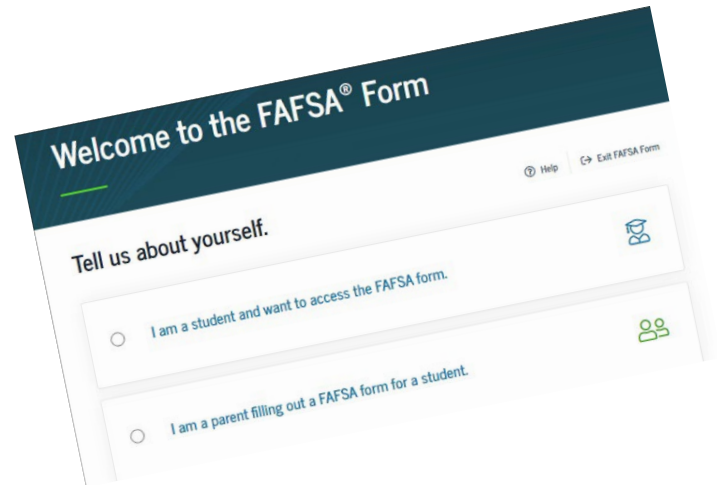 Welcome to the FAFSA® Form
Help
Exit FAFSA Form
Tell us about yourself.
I am a student and want to access the FAFSA form.
I am a parent filling out a FAFSA form for a student.